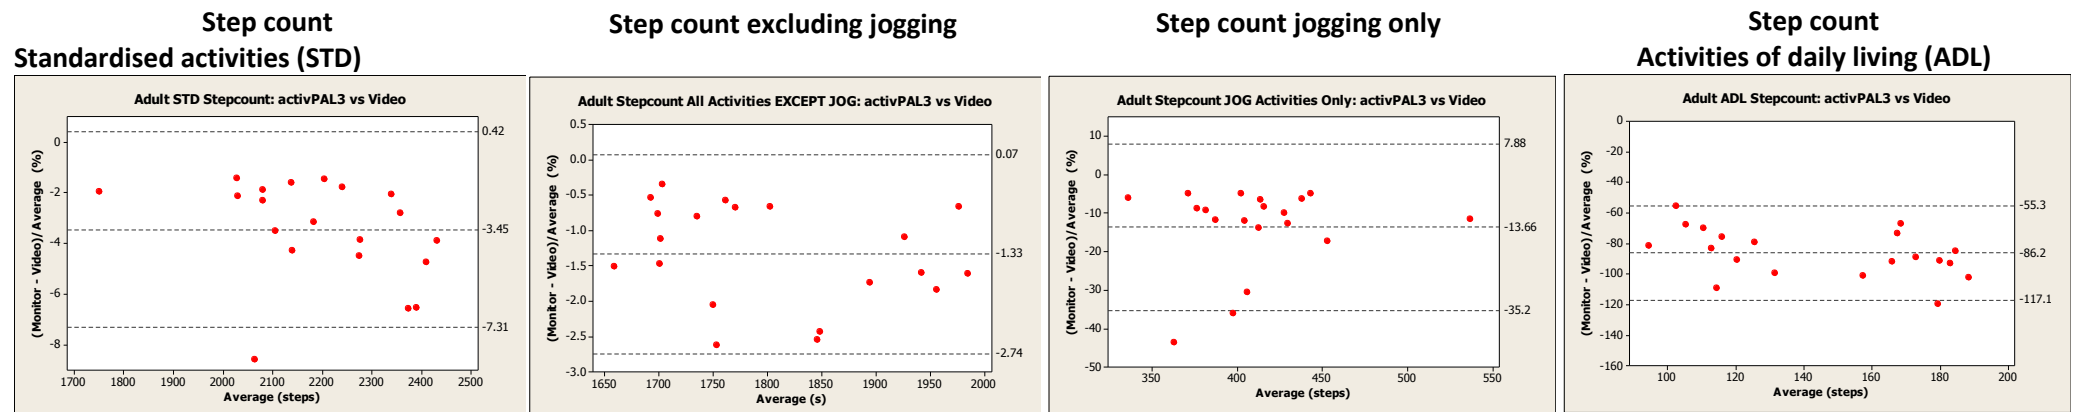 Step count
Standardised activities (STD)
Adult STD Stepcount: activPAL3 vs Video
(Monitor - Video)/Average (%)
0
-2
-4
-6
-8
0.42
-3.45
-7.31
1700 1800 1900 2000 2100 2200 2300 2400 2500
Average (steps)
Step count excluding jogging
Adult Stepcount All Activities EXCEPT JOG: activPAL3 vs Video
(Monitor - Video)/Average (%)
0.5
0.0
-0.5
-1.0
-1.5
-2.0
-2.5
-3.0
0.07
-1.33
-2.74
1650 1700 1750 1800 1850 1900 1950 2000
Average (s)
Step count jogging only
Adult Stepcount JOG Activities Only: activPAL3 vs Video
(Monitor - Video)/Average (%)
10
0
-10
-20
-30
-40
-50
7.88
-13.66
-35.2
350 400 450 500 550
Average (steps)
Step count
Activities of daily living (ADL)
Adult ADL Stepcount: activPAL3 vs Video
(Monitor - Video)/Average (%)
0
-20
-40
-60
-80
-100
-120
-140
-160
-55.3
-86.2
-117.1
100 120 140 160 180 200
Average (steps)